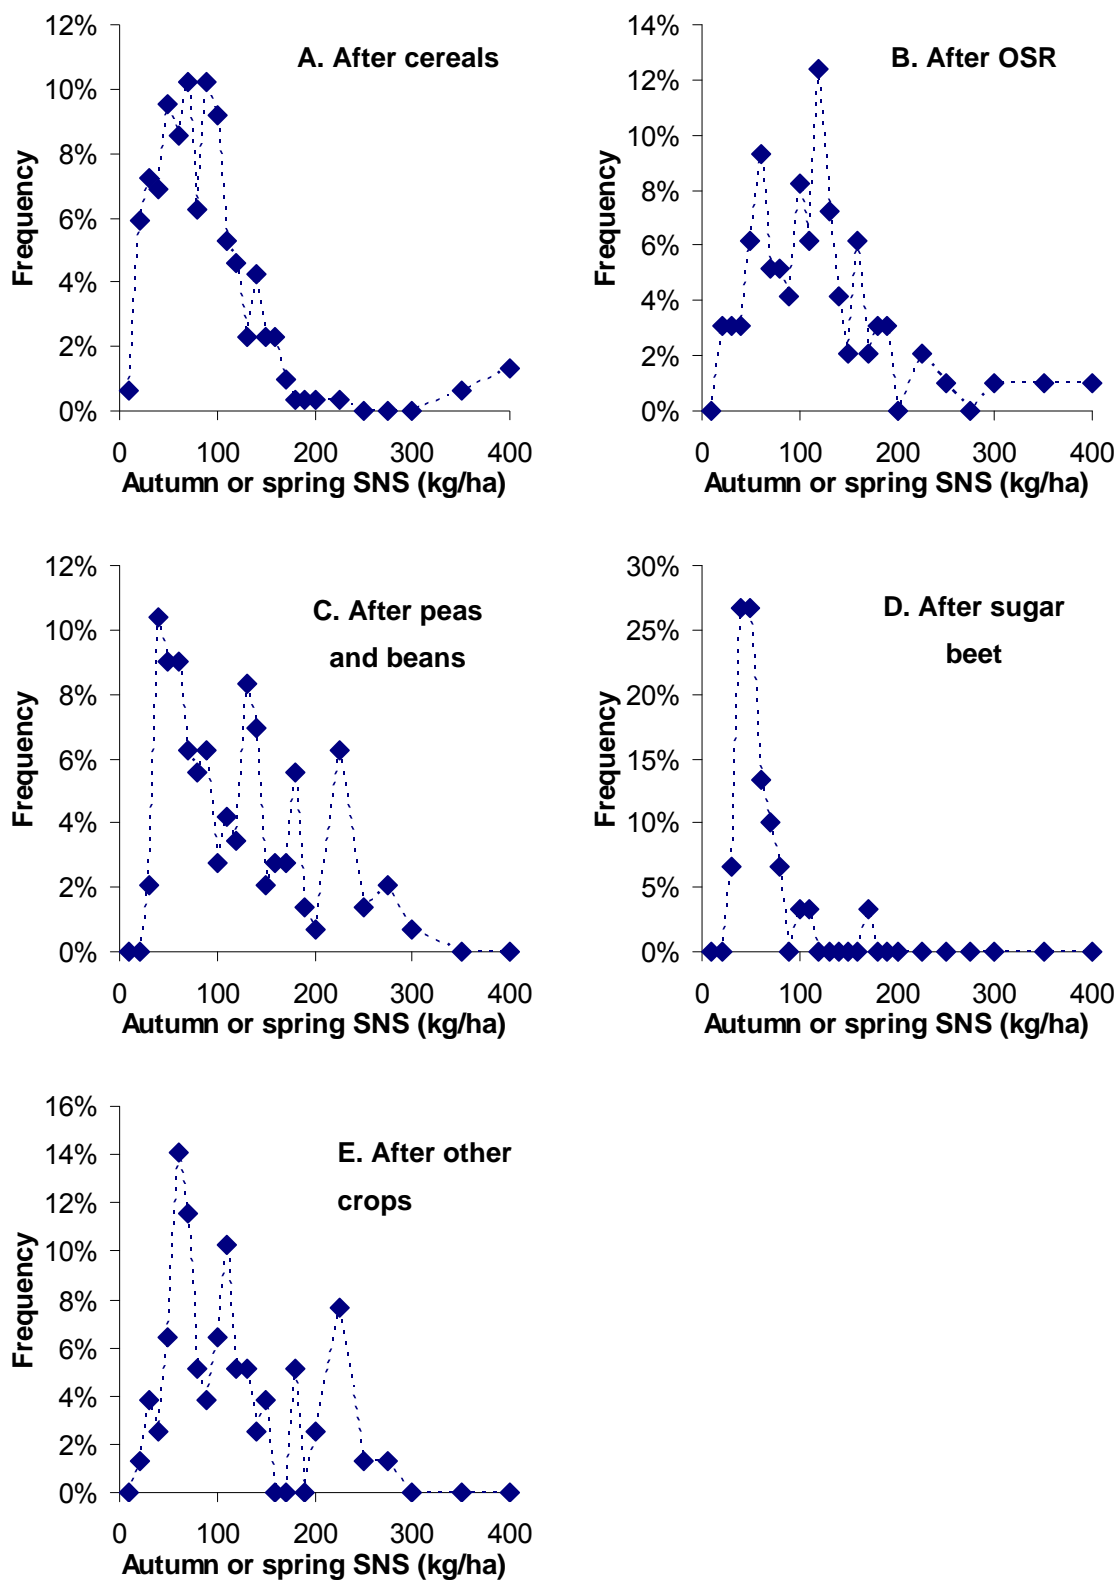 A. After cereals
Frequency
12%
10%
8%
6%
4%
2%
0%
0 100 200 300 400
Autumn or spring SNS (kg/ha)
B. After OSR
Frequency
14%
12%
10%
8%
6%
4%
2%
0%
0 100 200 300 400
Autumn or spring SNS (kg/ha)
C. After peas
and beans
Frequency
12%
10%
8%
6%
4%
2%
0%
0 100 200 300 400
Autumn or spring SNS (kg/ha)
D. After sugar
beet
Frequency
30%
25%
20%
15%
10%
5%
0%
0 100 200 300 400
Autumn or spring SNS (kg/ha)
E. After other
crops
Frequency
16%
14%
12%
10%
8%
6%
4%
2%
0%
0 100 200 300 400
Autumn or spring SNS (kg/ha)